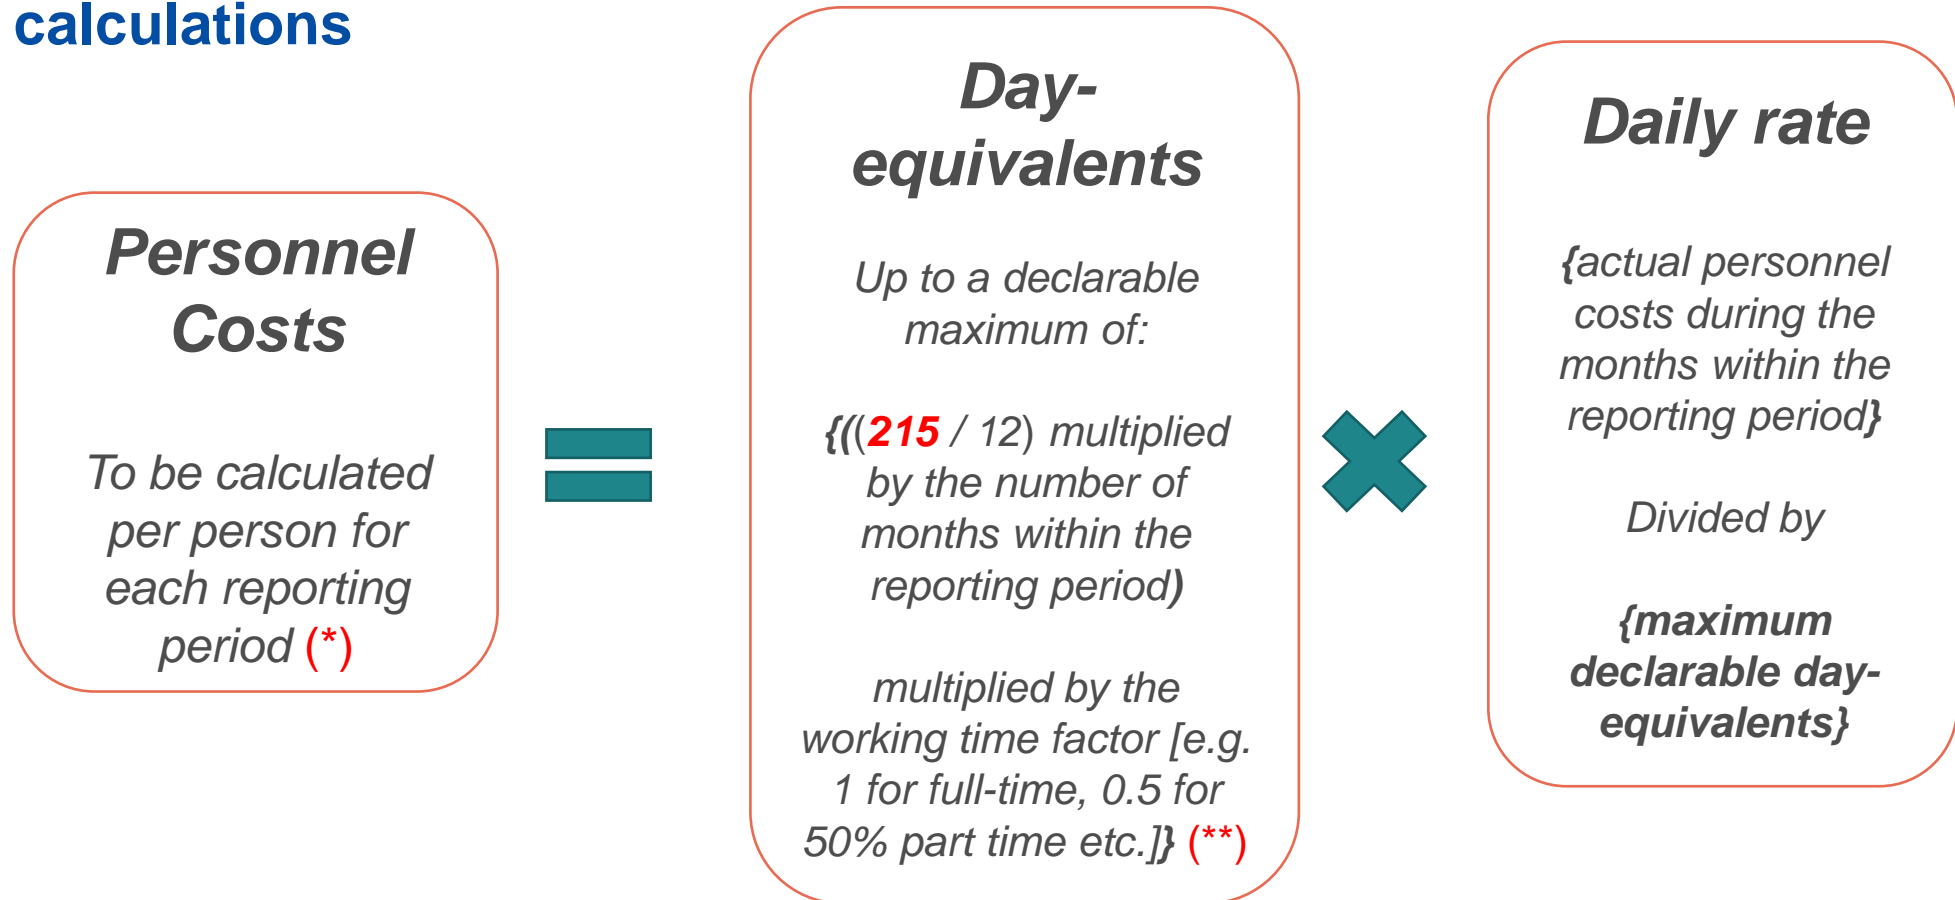 calculations
Personnel
Costs
To be calculated
per person for
each reporting
period (*)
Day-
equivalents
Up to a declarable
maximum of:
{((215 / 12) multiplied
by the number of
months within the
reporting period)
multiplied by the
working time factor [e.g.
1 for full-time, 0.5 for
50% part time etc.]} (**)
Daily rate
{actual personnel
costs during the
months within the
reporting period}
Divided by
{maximum
declarable day-
equivalents}